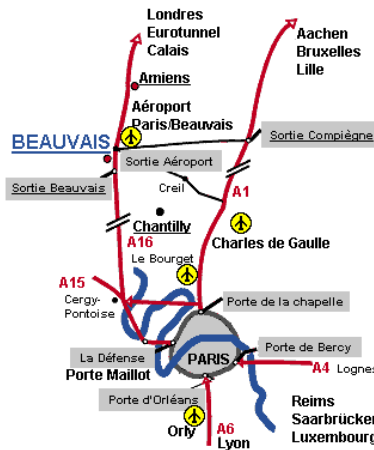 Londres
Eurotunnel
Calais
Aachen
Bruxelles
Lille
Amiens
Aéroport
Paris/Beauvais
BEAUVAIS
Sortie Compiègne
Sortie Aéroport
Sortie Beauvais
Creil
A1
Chantilly
A16
Charles de Gaulle
Le Bourget
A15
Cergy-
Pontoise
Porte de la chapelle
La Défense
Porte Maillot
PARIS
Porte de Bercy
A4
Lognes
Porte d'Orléans
Orly
A6
Lyon
Reims
Saarbrücken
Luxembourg